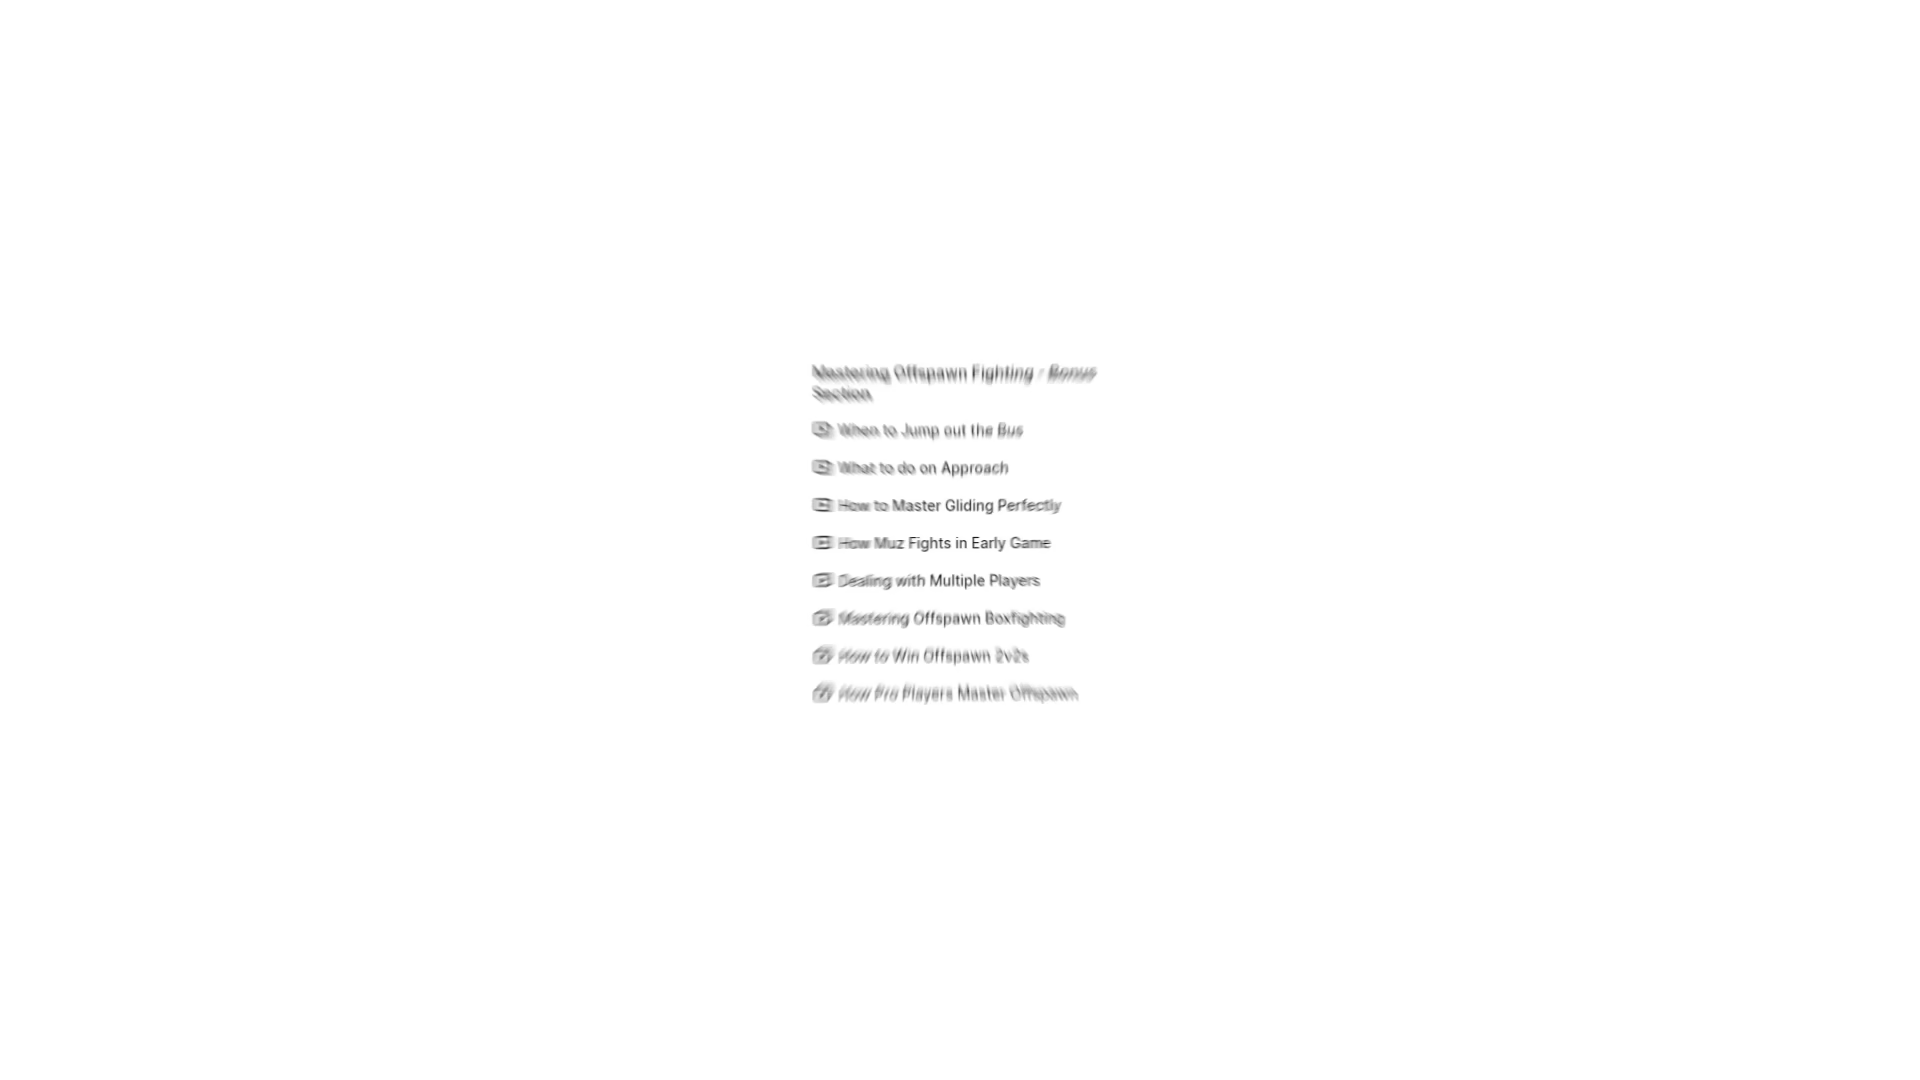 Mastering Offspawn Fighting - Bonus
Section
When to Jump out the Bus
What to do on Approach
How to Master Gliding Perfectly
How Muz Fights in Early Game
Dealing with Multiple Players
Mastering Offspawn Boxfighting
How to Win Offspawn 2v2s
How Pro Players Master Offspawn